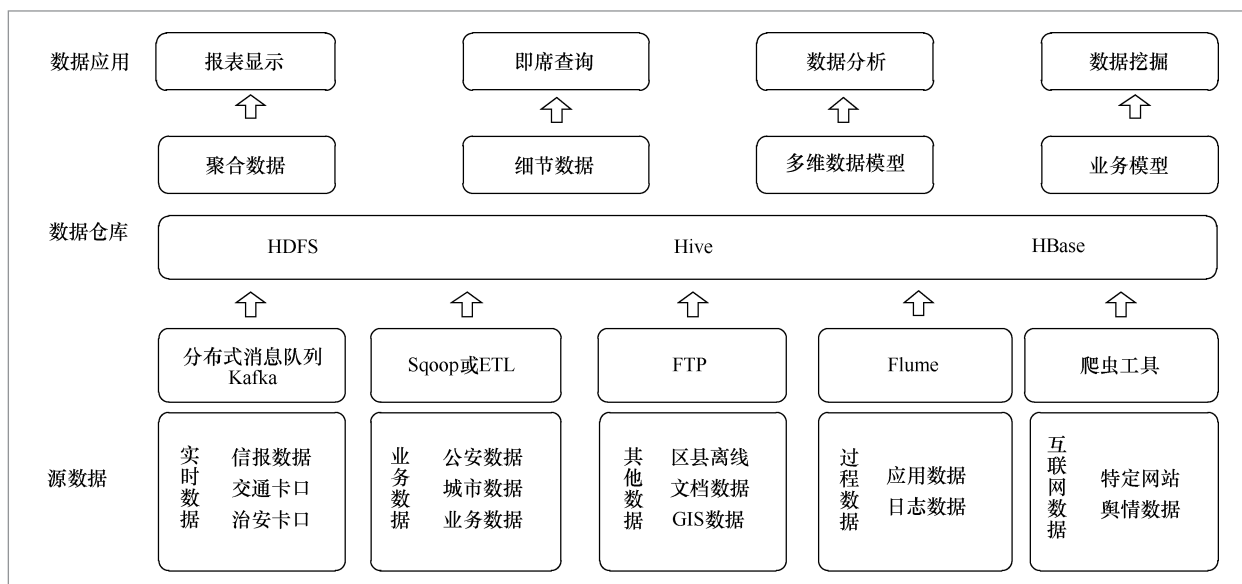 数据应用
报表显示
即席查询
数据分析
数据挖掘
聚合数据
细节数据
多维数据模型
业务模型
数据仓库
HDFS
Hive
HBase
分布式消息队列
Kafka
Sqoop或ETL
FTP
Flume
爬虫工具
源数据
实时数据
信报数据
交通卡口
治安卡口
业务数据
公安数据
城市数据
业务数据
其他数据
区县离线
文档数据
GIS数据
过程数据
应用数据
日志数据
互联网数据
特定网站
舆情数据